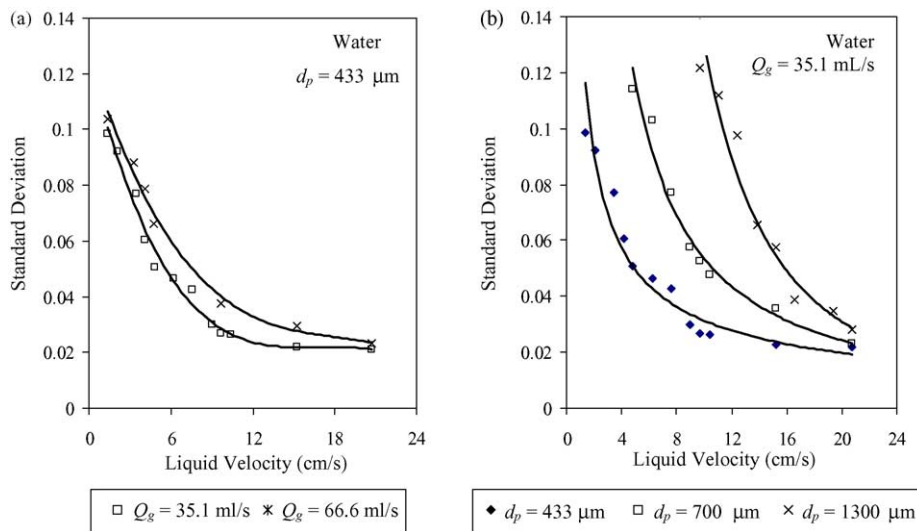 (a)
0.14
0.12
0.1
0.08
0.06
0.04
0.02
0
Standard Deviation
Water
dp = 433 µm
0 6 12 18 24
Liquid Velocity (cm/s)
Qg = 35.1 ml/s Qg = 66.6 ml/s
(b)
0.14
0.12
0.1
0.08
0.06
0.04
0.02
0
Standard Deviation
Water
Qg = 35.1 mL/s
0 4 8 12 16 20 24
Liquid Velocity (cm/s)
dp = 433 µm dp = 700 µm dp = 1300 µm